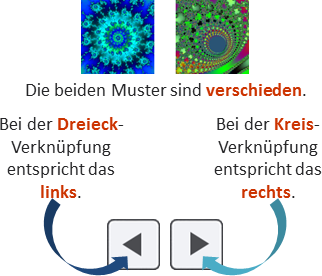 Die beiden Muster sind verschieden.
Bei der Dreieck-
Verknüpfung
entspricht das
links.
Bei der Kreis-
Verknüpfung
entspricht das
rechts.